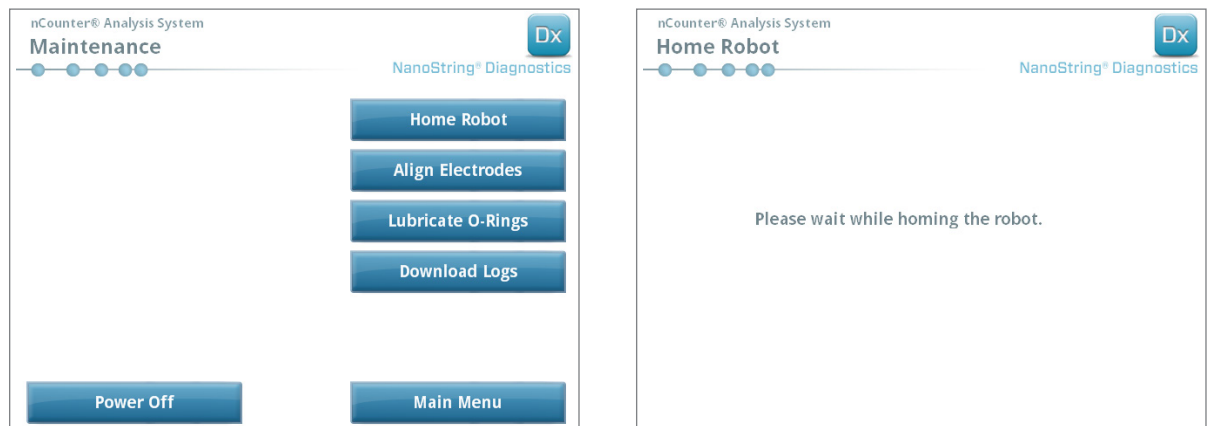 nCounter® Analysis System
Maintenance
Dx
NanoString® Diagnostics
Home Robot
Align Electrodes
Lubricate O-Rings
Download Logs
Power Off
Main Menu
nCounter® Analysis System
Home Robot
Dx
NanoString® Diagnostics
Please wait while homing the robot.